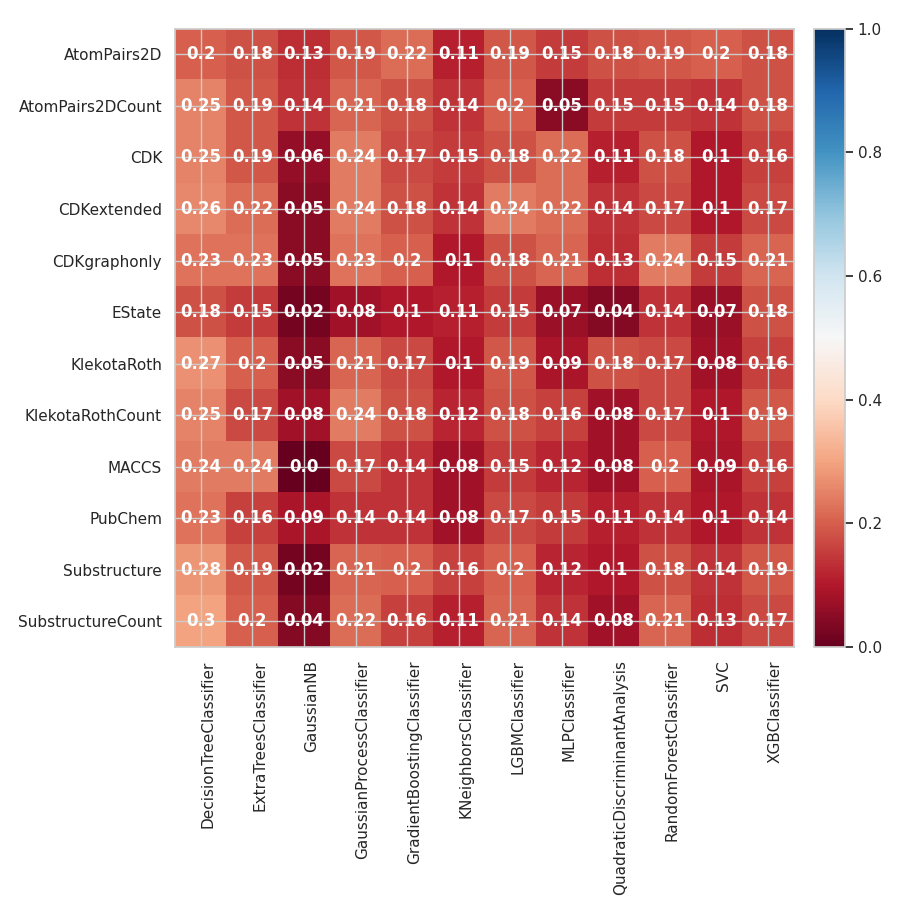 AtomPairs2D 0.2 0.18 0.13 0.19 0.22 0.11 0.19 0.15 0.18 0.19 0.2 0.18
AtomPairs2DCount 0.25 0.19 0.14 0.21 0.18 0.14 0.2 0.05 0.15 0.15 0.14 0.18
CDK 0.25 0.19 0.06 0.24 0.17 0.15 0.18 0.22 0.11 0.18 0.1 0.16
CDKextended 0.26 0.22 0.05 0.24 0.18 0.14 0.24 0.22 0.14 0.17 0.1 0.17
CDKgraphonly 0.23 0.23 0.05 0.23 0.2 0.1 0.18 0.21 0.13 0.24 0.15 0.21
EState 0.18 0.15 0.02 0.08 0.1 0.11 0.15 0.07 0.04 0.14 0.07 0.18
KlekotaRoth 0.27 0.2 0.05 0.21 0.17 0.1 0.19 0.09 0.18 0.17 0.08 0.16
KlekotaRothCount 0.25 0.17 0.08 0.24 0.18 0.12 0.18 0.16 0.08 0.17 0.1 0.19
MACCS 0.24 0.24 0.0 0.17 0.14 0.08 0.15 0.12 0.08 0.2 0.09 0.16
PubChem 0.23 0.16 0.09 0.14 0.14 0.08 0.17 0.15 0.11 0.14 0.1 0.14
Substructure 0.28 0.19 0.02 0.21 0.2 0.16 0.2 0.12 0.1 0.18 0.14 0.19
SubstructureCount 0.3 0.2 0.04 0.22 0.16 0.11 0.21 0.14 0.08 0.21 0.13 0.17
DecisionTreeClassifier
ExtraTreesClassifier
GaussianNB
GaussianProcessClassifier
GradientBoostingClassifier
KNeighborsClassifier
LGBMClassifier
MLPClassifier
QuadraticDiscriminantAnalysis
RandomForestClassifier
SVC
XGBClassifier
1.0
0.8
0.6
0.4
0.2
0.0